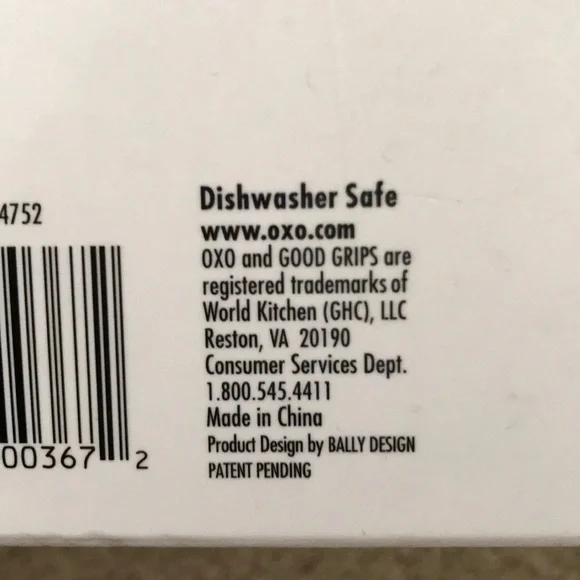 4752
Dishwasher Safe
www.oxo.com
OXO and GOOD GRIPS are
registered trademarks of
World Kitchen (GHC), LLC
Reston, VA 20190
Consumer Services Dept.
1.800.545.4411
Made in China
Product Design by BALLY DESIGN
PATENT PENDING
00367 2